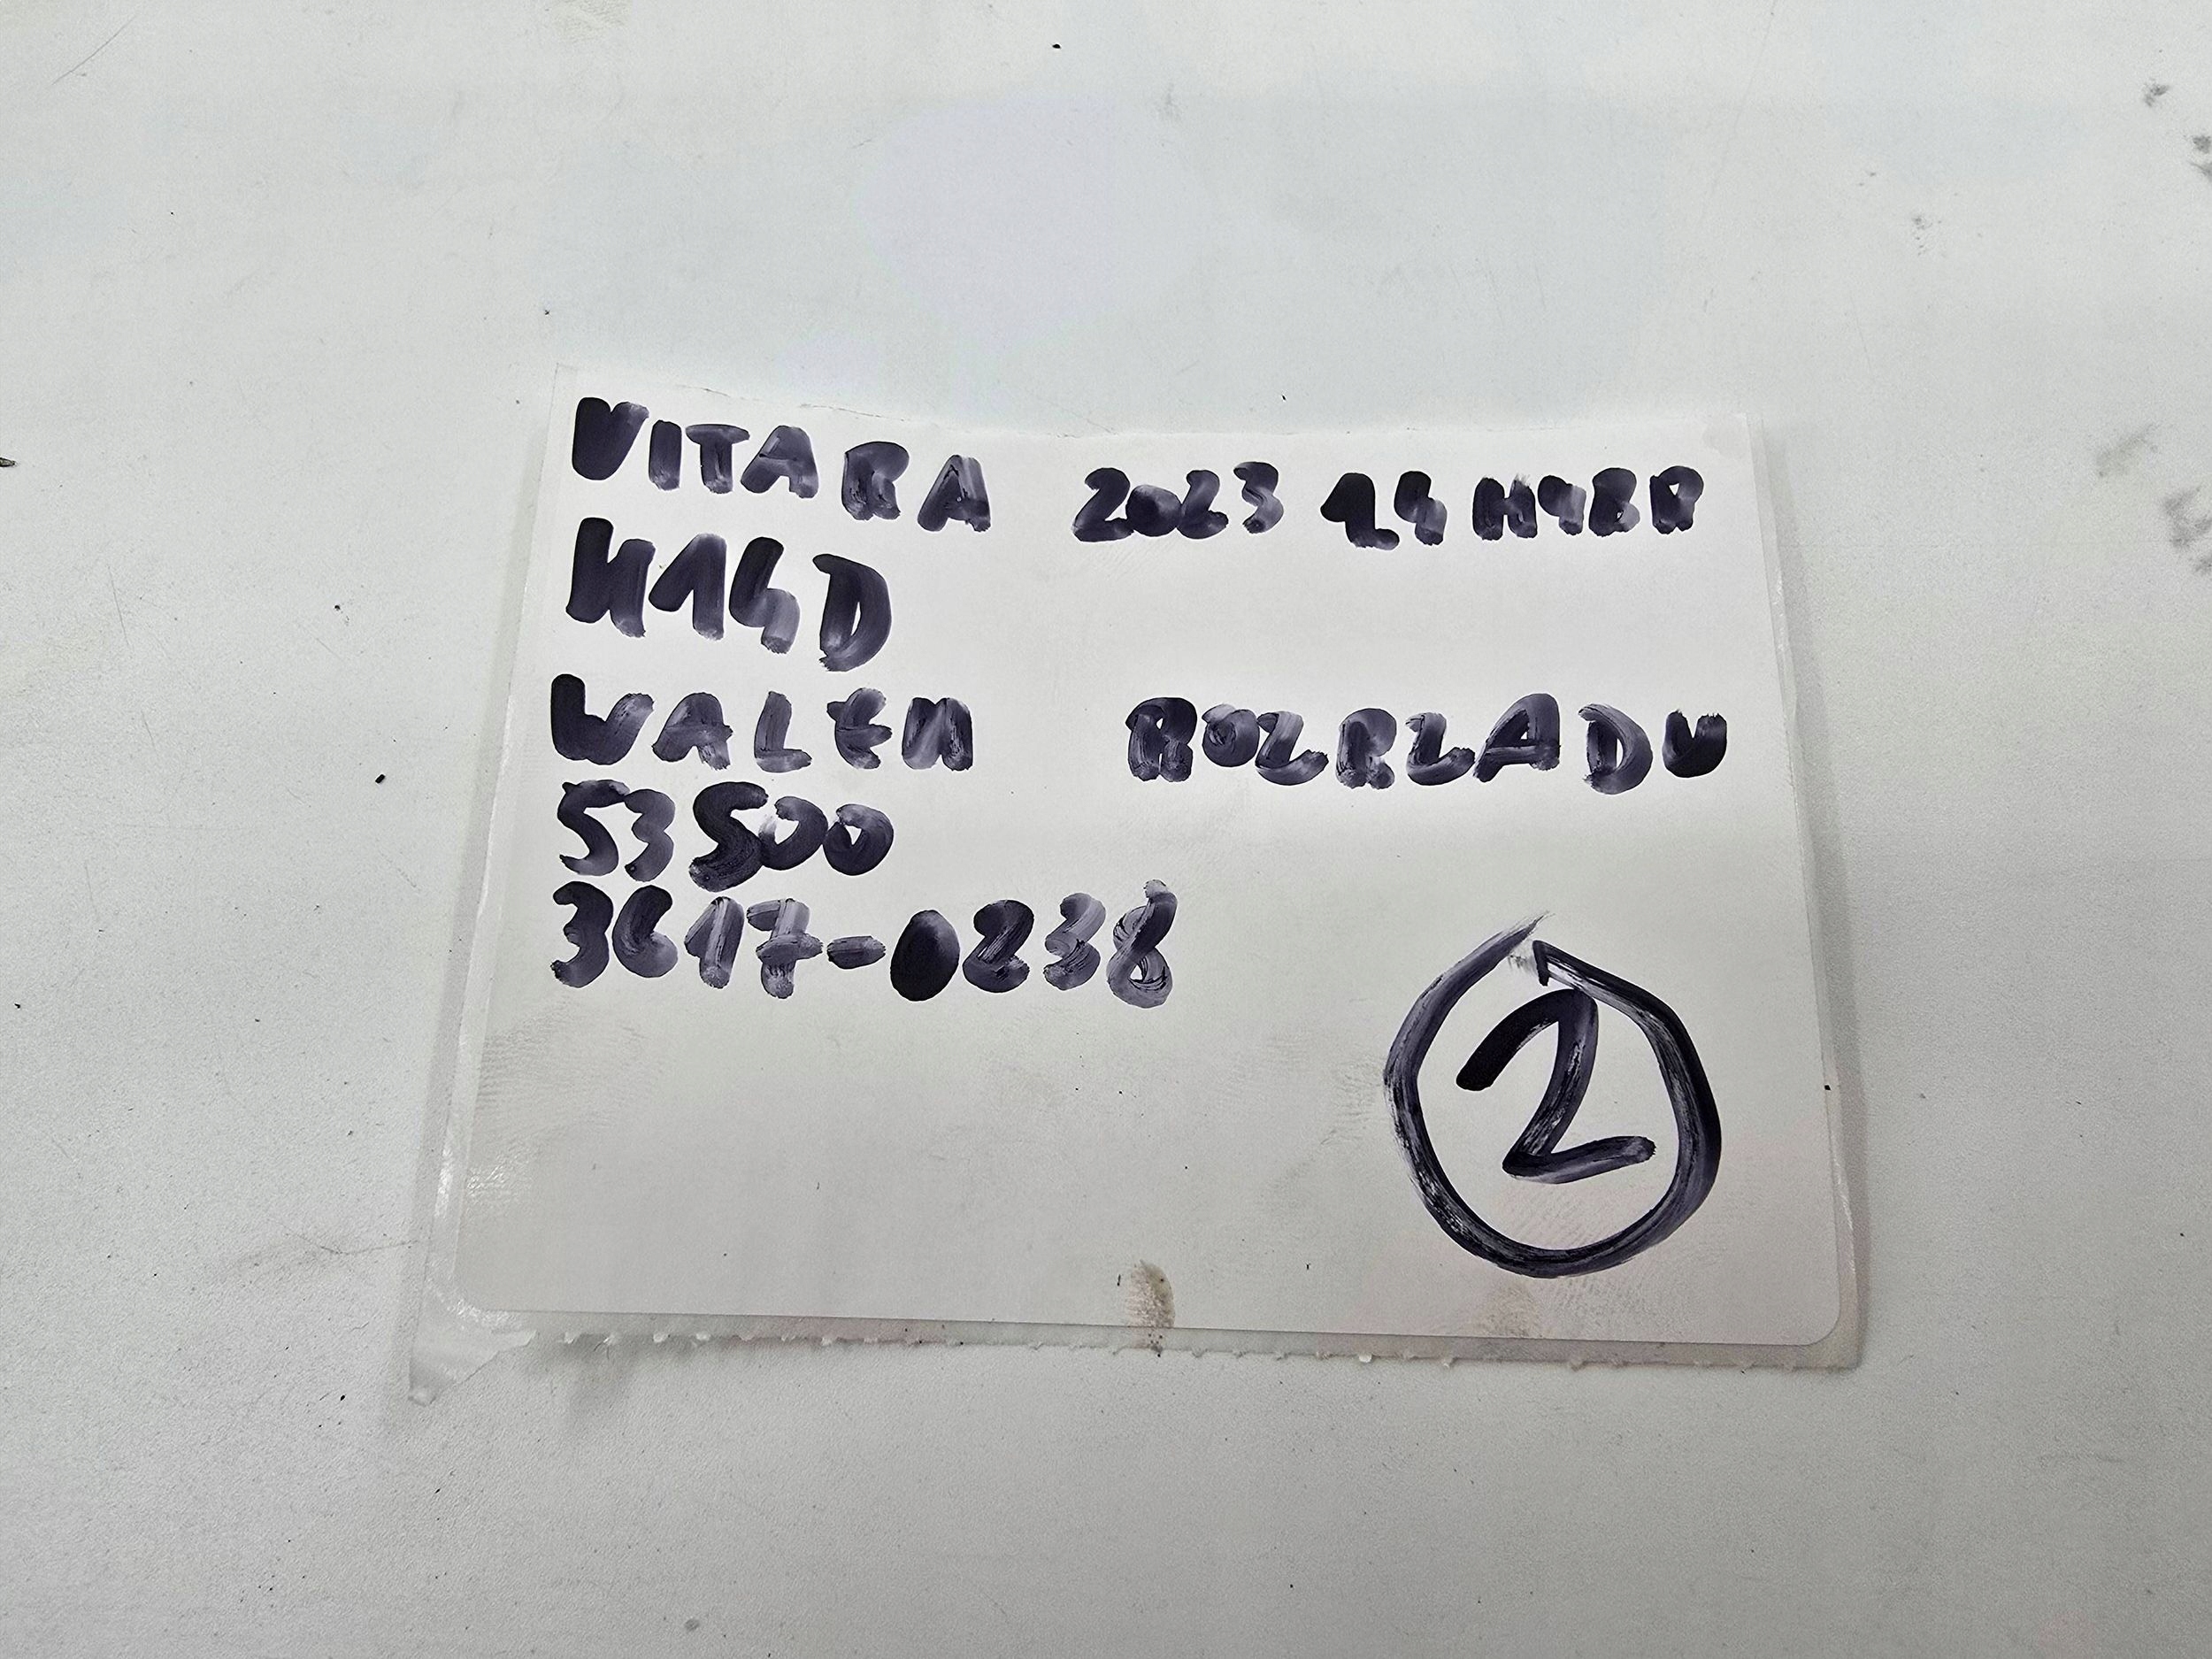 VITARA 2023 1.4 HYBR
K14D
WALEK ROZRZADU
53500
3617-0238
2